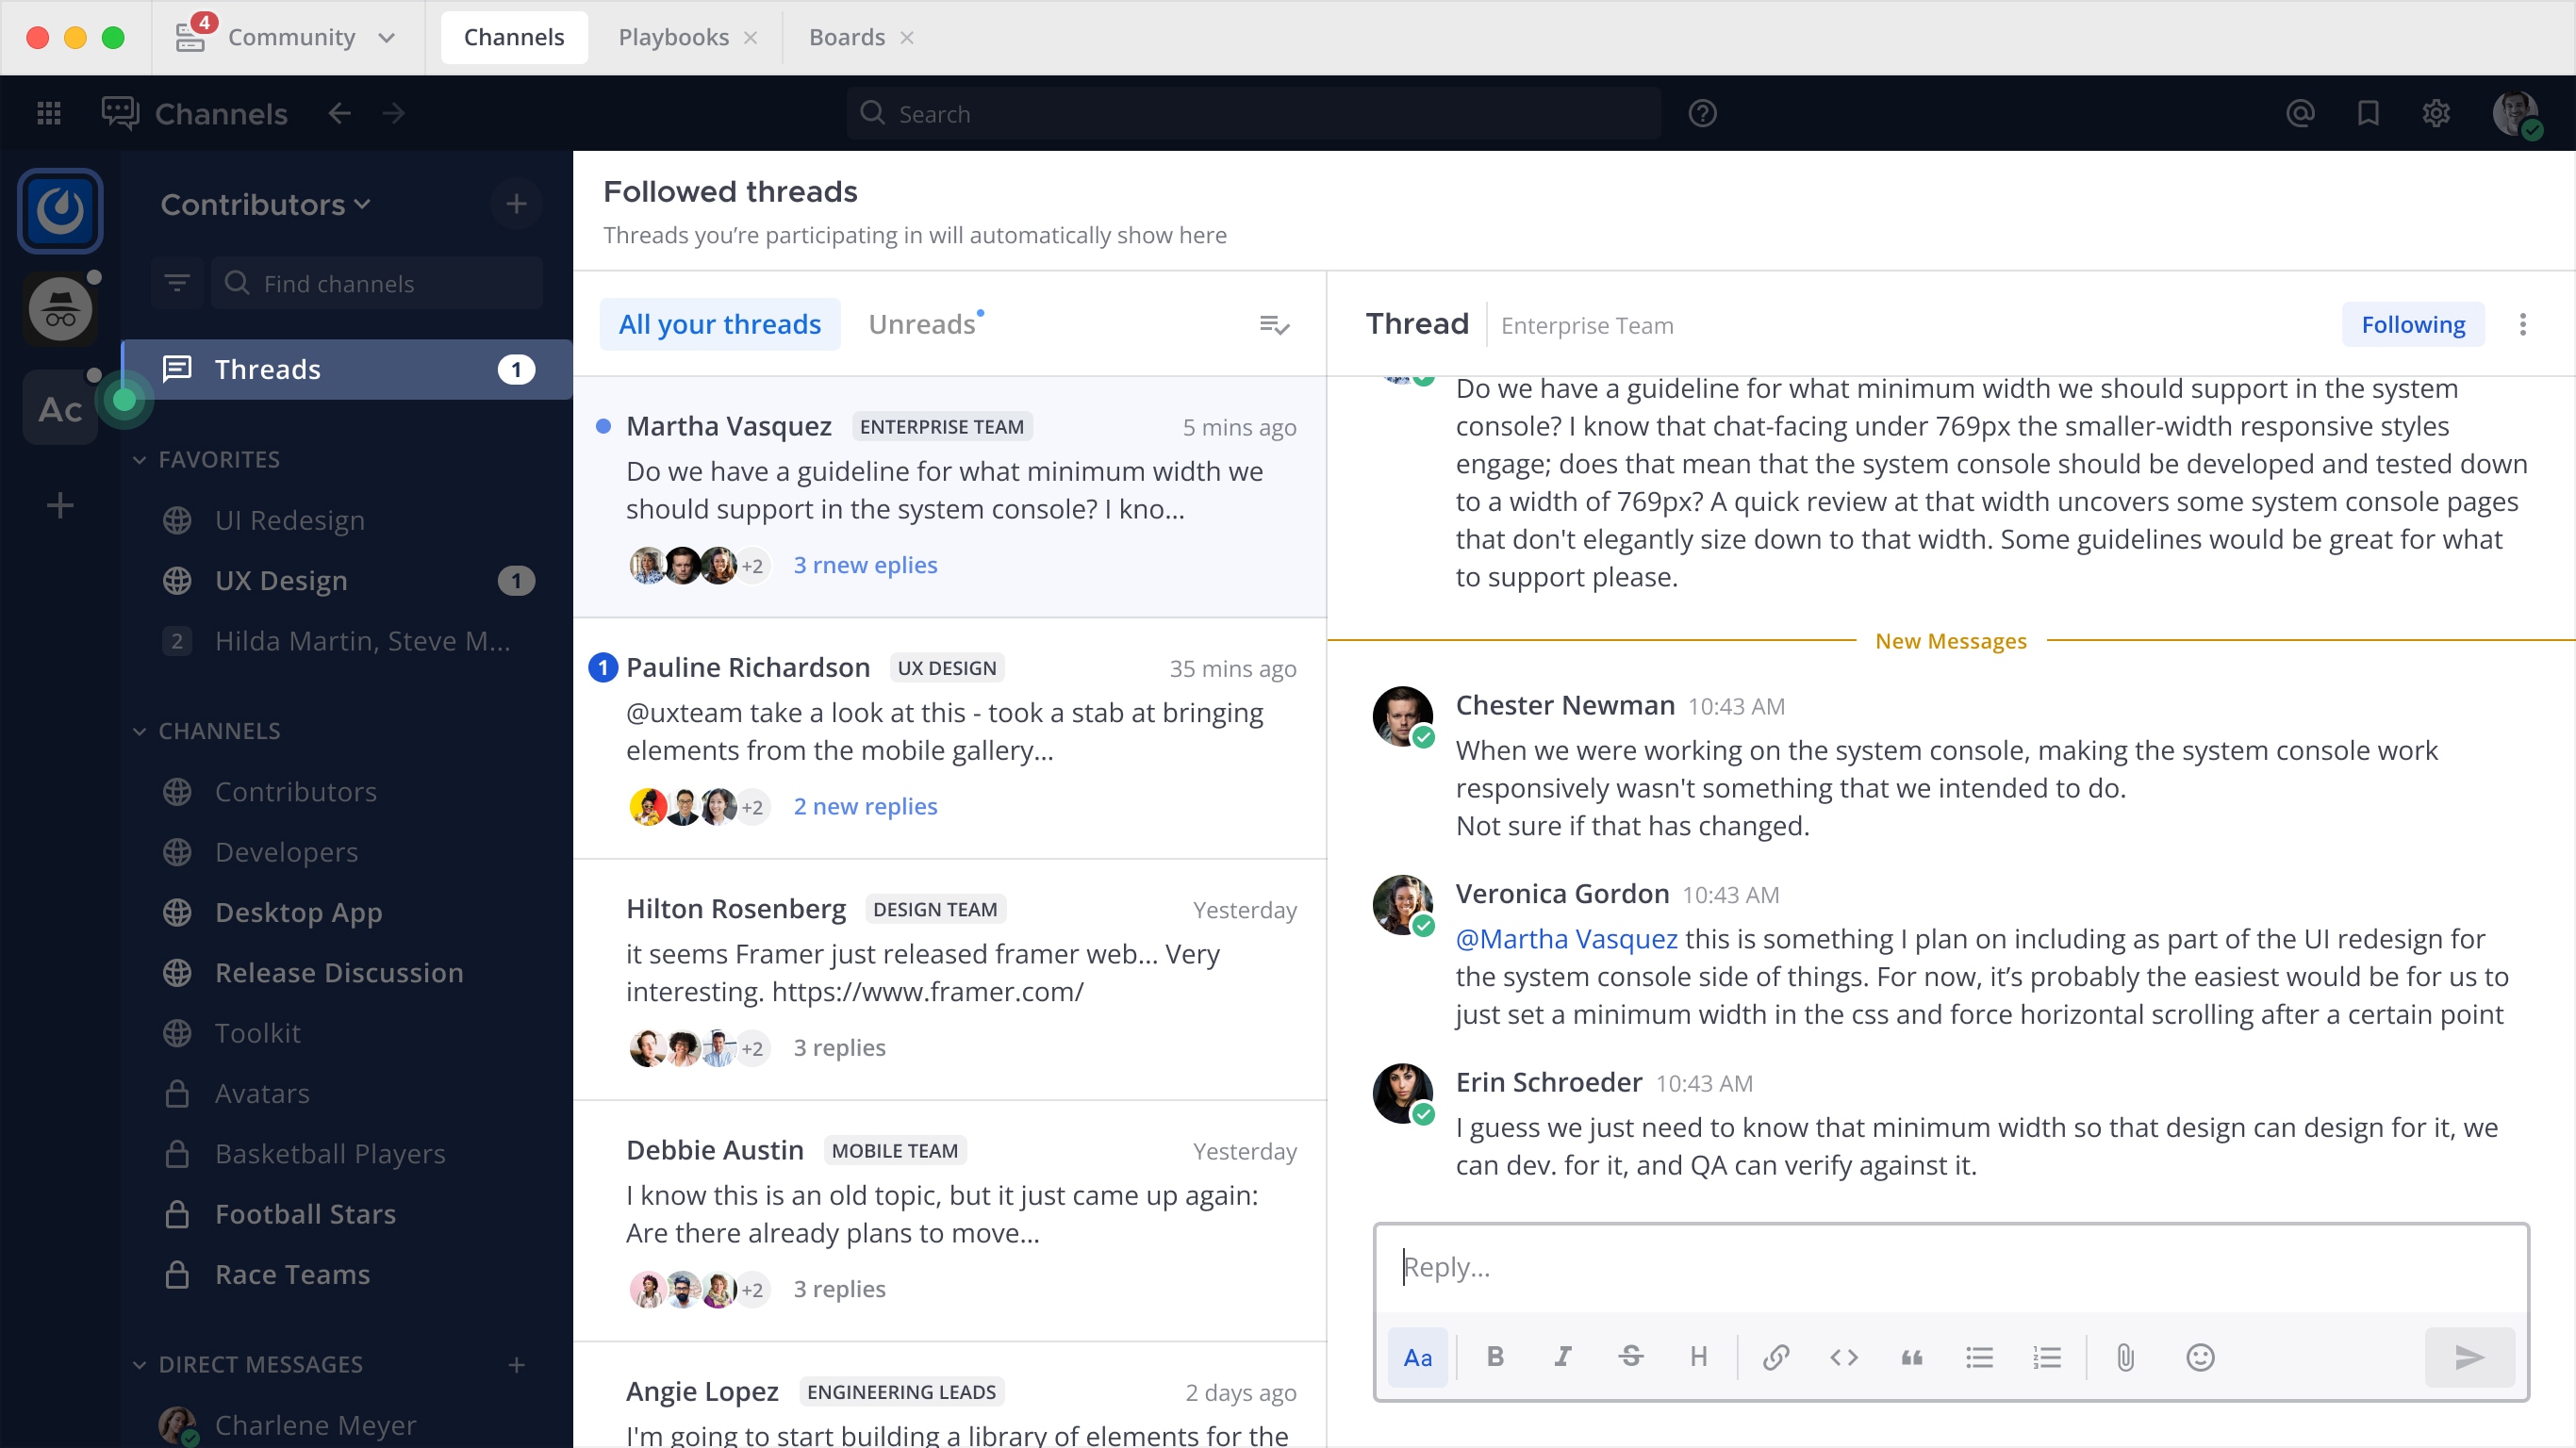 4
Community
Channels
Playbooks
Boards
Channels
Search
Contributors
Find channels
Threads 1
Ac
FAVORITES
UI Redesign
UX Design 1
2 Hilda Martin, Steve M...
CHANNELS
Contributors
Developers
Desktop App
Release Discussion
Toolkit
Avatars
Basketball Players
Football Stars
Race Teams
DIRECT MESSAGES
Charlene Meyer
Followed threads
Threads you’re participating in will automatically show here
All your threads
Unreads
Martha Vasquez ENTERPRISE TEAM 5 mins ago
Do we have a guideline for what minimum width we
should support in the system console? I kno...
+2 3 rnew eplies
1 Pauline Richardson UX DESIGN 35 mins ago
@uxteam take a look at this - took a stab at bringing
elements from the mobile gallery...
+2 2 new replies
Hilton Rosenberg DESIGN TEAM Yesterday
it seems Framer just released framer web... Very
interesting. https://www.framer.com/
+2 3 replies
Debbie Austin MOBILE TEAM Yesterday
I know this is an old topic, but it just came up again:
Are there already plans to move...
+2 3 replies
Angie Lopez ENGINEERING LEADS 2 days ago
I'm going to start building a library of elements for the
Thread Enterprise Team
Following
Do we have a guideline for what minimum width we should support in the system
console? I know that chat-facing under 769px the smaller-width responsive styles
engage; does that mean that the system console should be developed and tested down
to a width of 769px? A quick review at that width uncovers some system console pages
that don't elegantly size down to that width. Some guidelines would be great for what
to support please.
New Messages
Chester Newman 10:43 AM
When we were working on the system console, making the system console work
responsively wasn't something that we intended to do.
Not sure if that has changed.
Veronica Gordon 10:43 AM
@Martha Vasquez this is something I plan on including as part of the UI redesign for
the system console side of things. For now, it’s probably the easiest would be for us to
just set a minimum width in the css and force horizontal scrolling after a certain point
Erin Schroeder 10:43 AM
I guess we just need to know that minimum width so that design can design for it, we
can dev. for it, and QA can verify against it.
Reply...
Aa B I S H